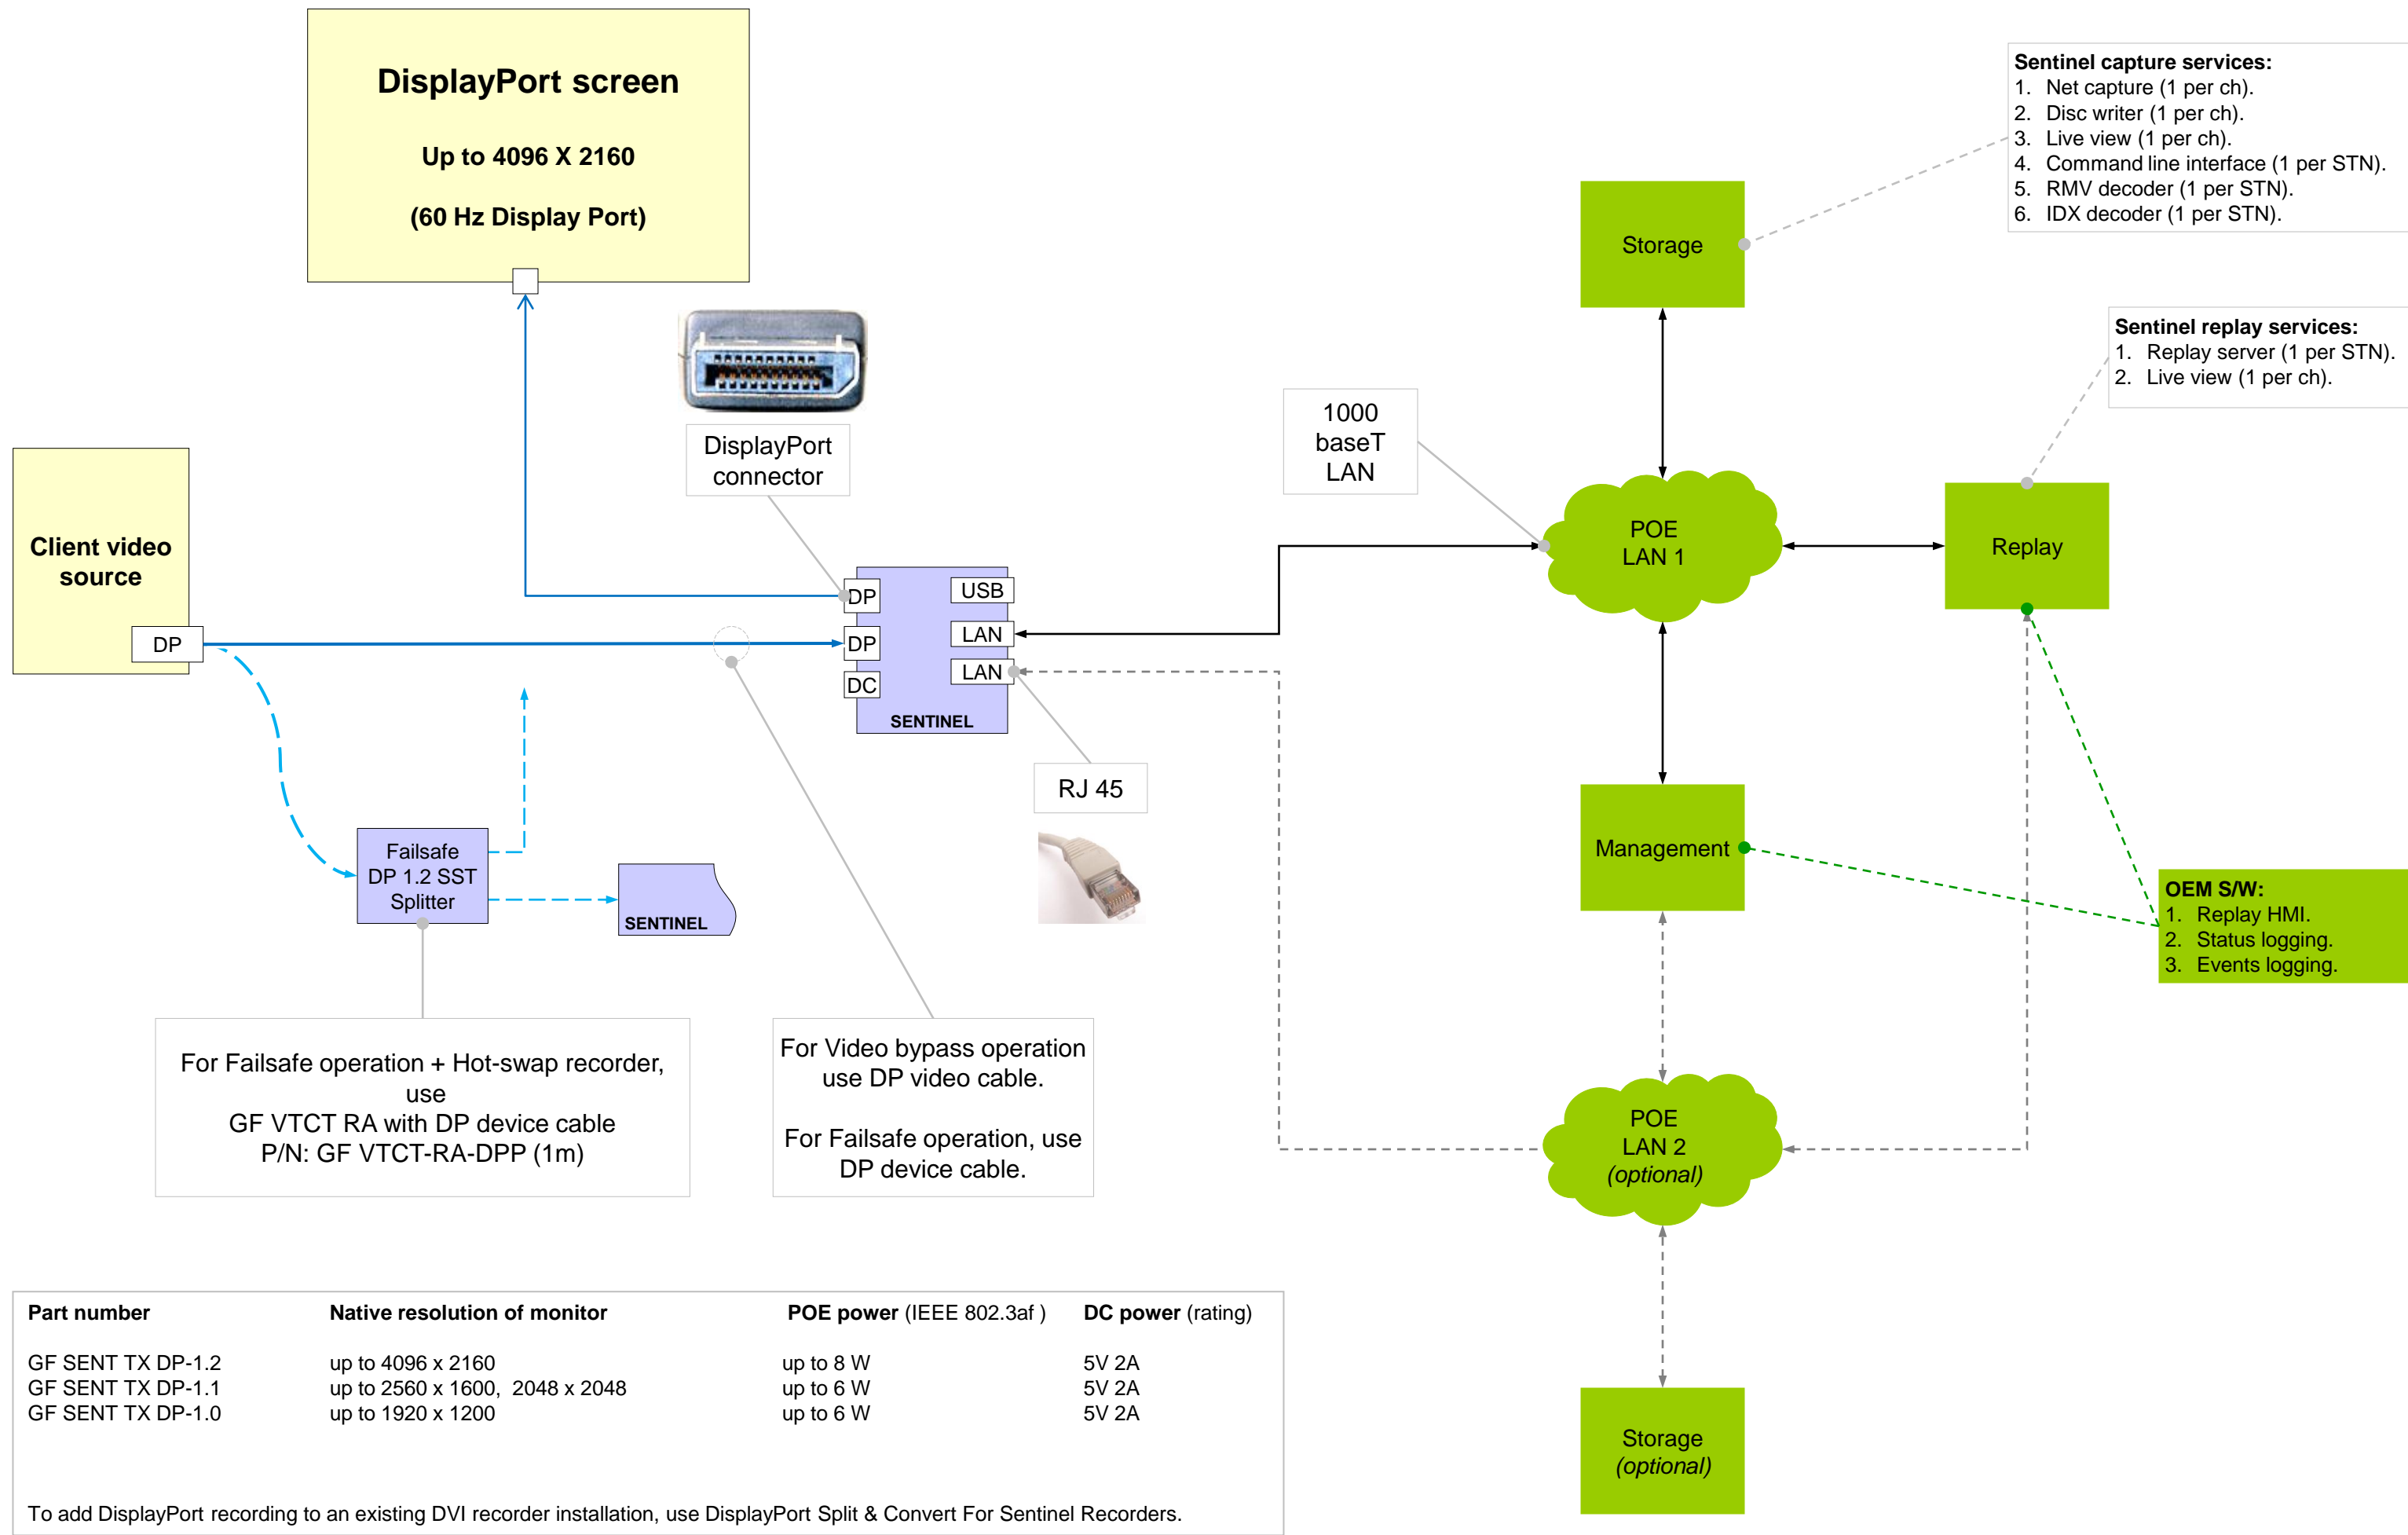 DisplayPort screen
Up to 4096 X 2160
(60 Hz Display Port)
Sentinel capture services:
1. Net capture (1 per ch).
2. Disc writer (1 per ch).
3. Live view (1 per ch).
4. Command line interface (1 per STN).
5. RMV decoder (1 per STN).
6. IDX decoder (1 per STN).
Storage
Sentinel replay services:
1. Replay server (1 per STN).
2. Live view (1 per ch).
DisplayPort
connector
1000
baseT
LAN
Client video
source
DP
DP
DP
DC
USB
LAN
LAN
SENTINEL
POE
LAN 1
Replay
RJ 45
Failsafe
DP 1.2 SST
Splitter
SENTINEL
Management
OEM S/W:
1. Replay HMI.
2. Status logging.
3. Events logging.
For Failsafe operation + Hot-swap recorder,
use
GF VTCT RA with DP device cable
P/N: GF VTCT-RA-DPP (1m)
For Video bypass operation
use DP video cable.
For Failsafe operation, use
DP device cable.
POE
LAN 2
(optional)
Part number Native resolution of monitor POE power (IEEE 802.3af ) DC power (rating)
GF SENT TX DP-1.2 up to 4096 x 2160 up to 8 W 5V 2A
GF SENT TX DP-1.1 up to 2560 x 1600, 2048 x 2048 up to 6 W 5V 2A
GF SENT TX DP-1.0 up to 1920 x 1200 up to 6 W 5V 2A
To add DisplayPort recording to an existing DVI recorder installation, use DisplayPort Split & Convert For Sentinel Recorders.
Storage
(optional)